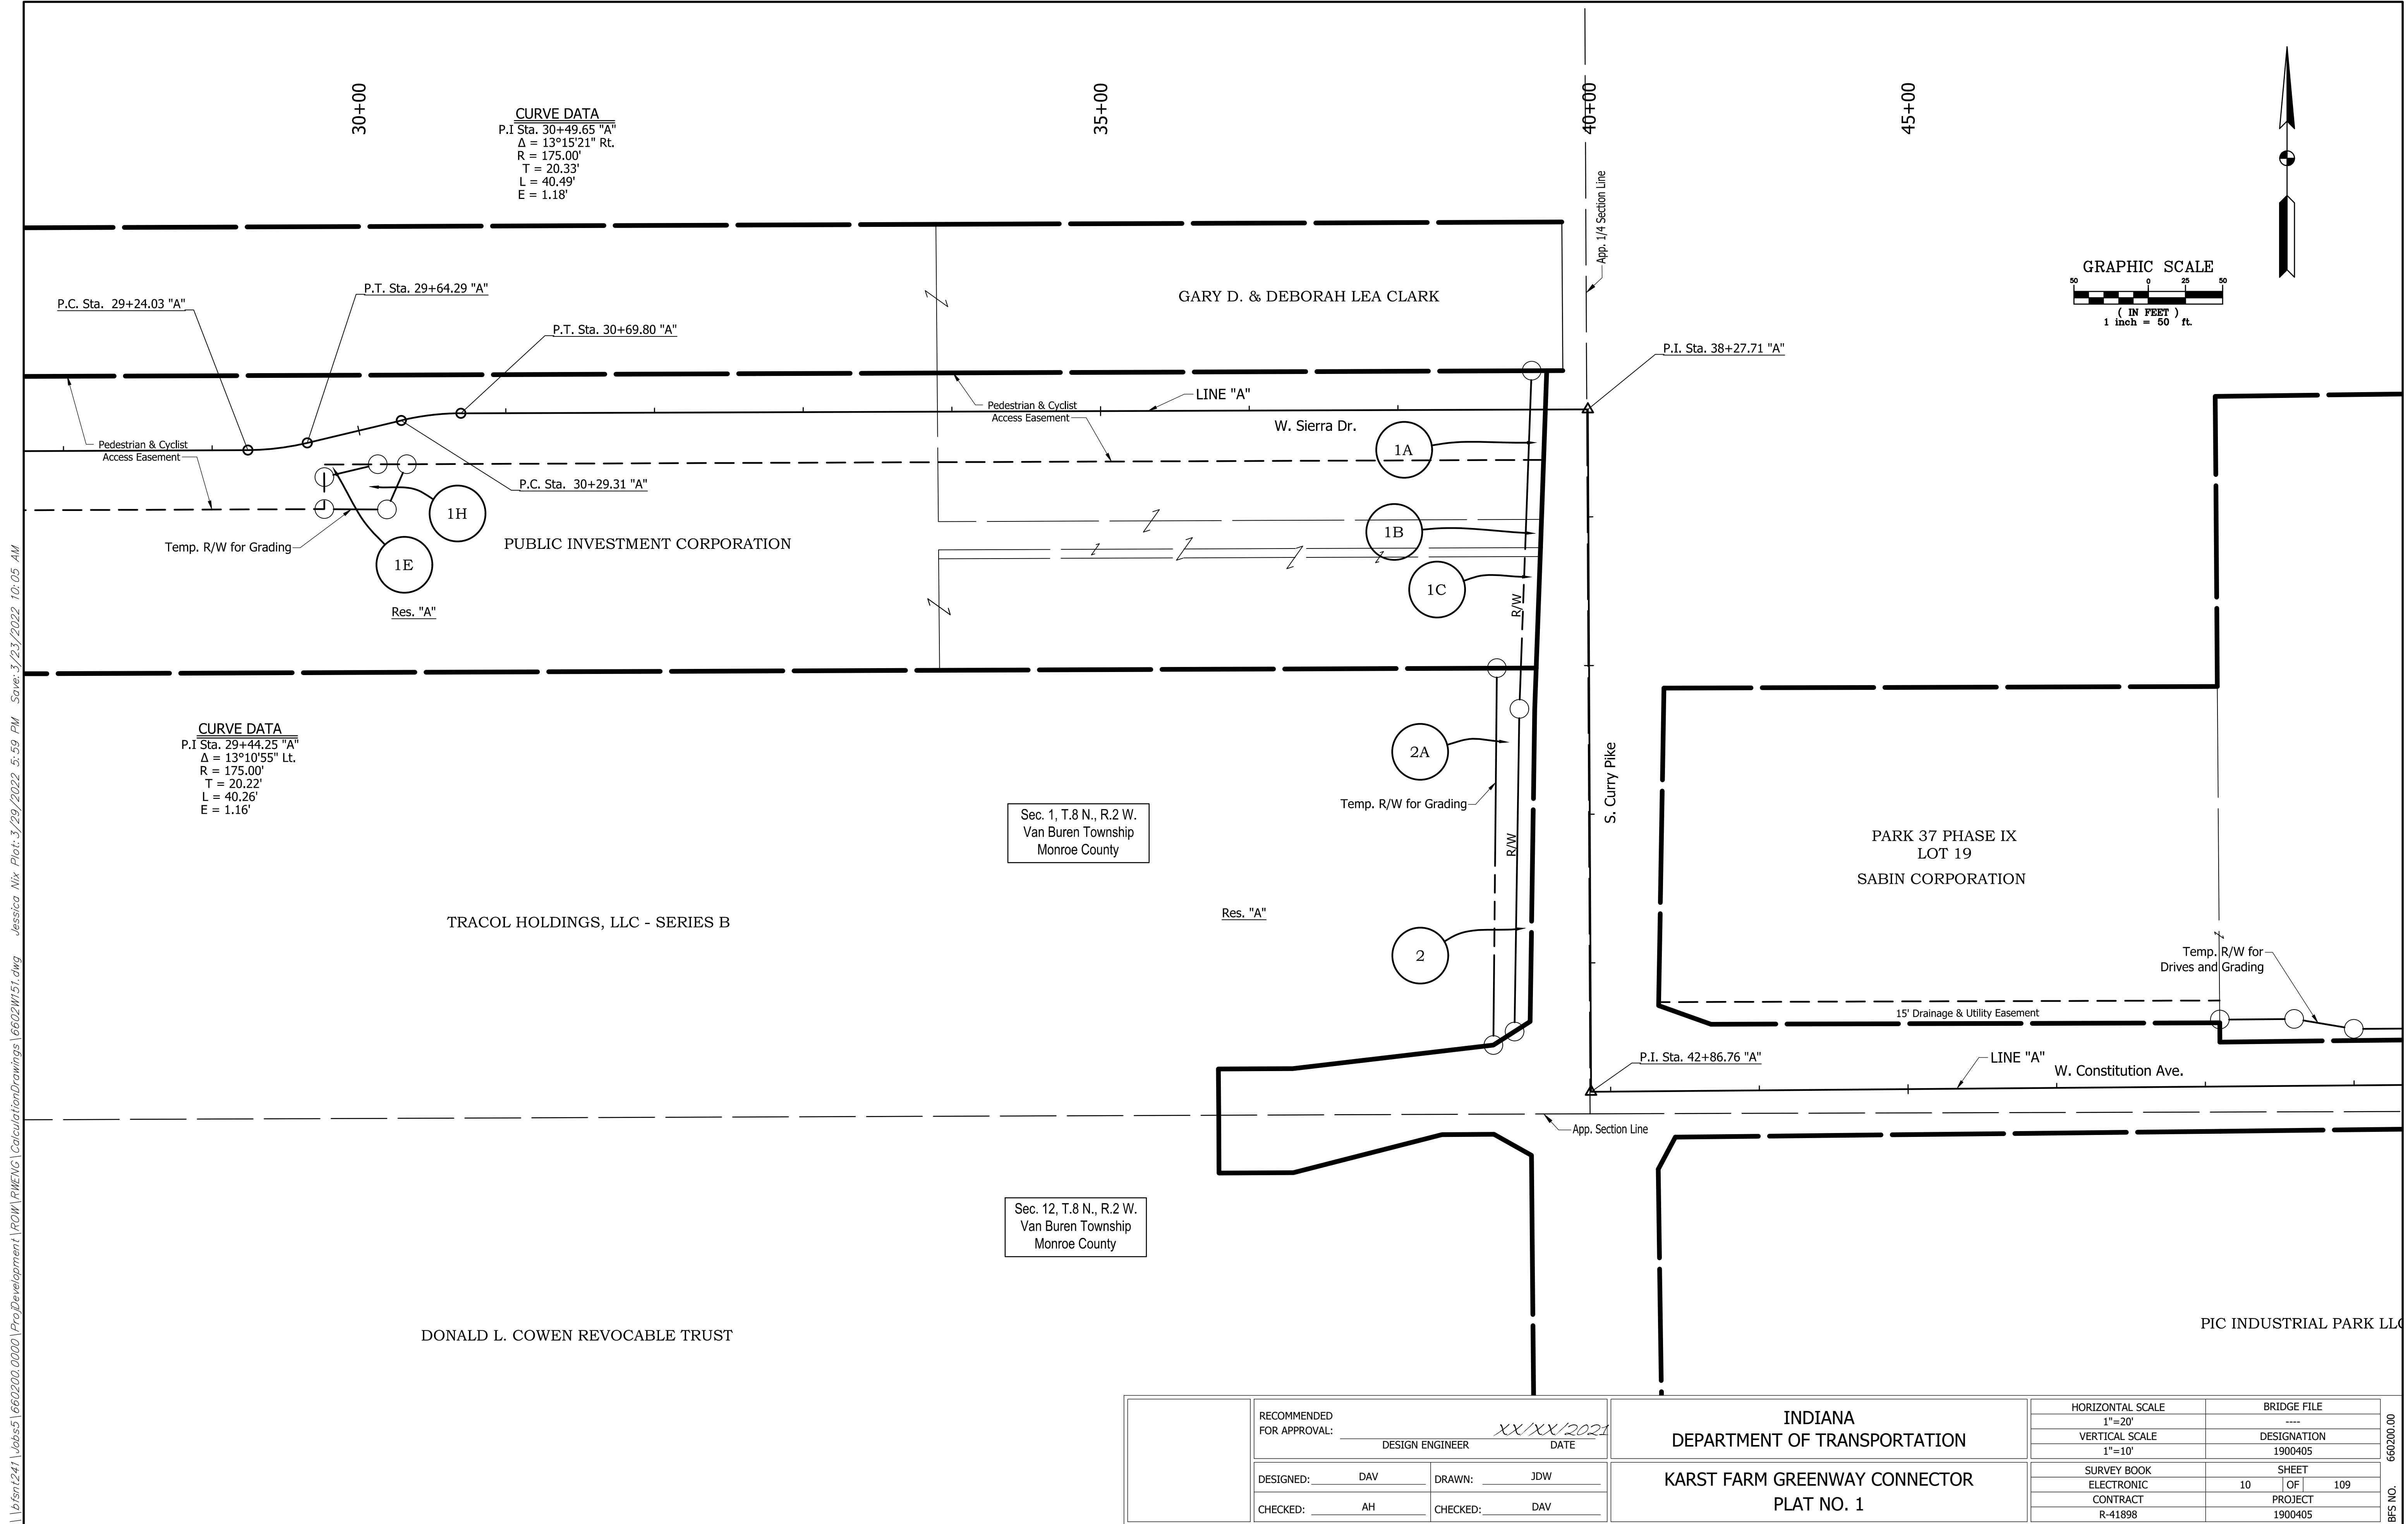 30+00
35+00
40+00
45+00
CURVE DATA
P.I Sta. 30+49.65 "A"
Δ = 13°15'21" Rt.
R = 175.00'
T = 20.33'
L = 40.49'
E = 1.18'
App. 1/4 Section Line
GRAPHIC SCALE
50 0 25 50
( IN FEET )
1 inch = 50 ft.
P.C. Sta. 29+24.03 "A"
P.T. Sta. 29+64.29 "A"
P.T. Sta. 30+69.80 "A"
GARY D. & DEBORAH LEA CLARK
P.I. Sta. 38+27.71 "A"
LINE "A"
Pedestrian & Cyclist
Access Easement
W. Sierra Dr.
Pedestrian & Cyclist
Access Easement
1A
P.C. Sta. 30+29.31 "A"
1H
1B
Temp. R/W for Grading
PUBLIC INVESTMENT CORPORATION
1E
1C
R/W
Res. "A"
CURVE DATA
P.I Sta. 29+44.25 "A"
Δ = 13°10'55" Lt.
R = 175.00'
T = 20.22'
L = 40.26'
E = 1.16'
2A
Temp. R/W for Grading
S. Curry Pike
Sec. 1, T.8 N., R.2 W.
Van Buren Township
Monroe County
R/W
PARK 37 PHASE IX
LOT 19
SABIN CORPORATION
TRACOL HOLDINGS, LLC - SERIES B
Res. "A"
2
Temp. R/W for
Drives and Grading
15' Drainage & Utility Easement
P.I. Sta. 42+86.76 "A"
LINE "A"
W. Constitution Ave.
App. Section Line
Sec. 12, T.8 N., R.2 W.
Van Buren Township
Monroe County
DONALD L. COWEN REVOCABLE TRUST
PIC INDUSTRIAL PARK LLC
\\bfsnt241\Jobs5\660200.0000\ProjDevelopment\ROW\RWENG\CalculationDrawings\6602W151.dwg Jessica Nix Plot: 3/29/2022 5:59 PM Save: 3/23/2022 10:05 AM
RECOMMENDED
FOR APPROVAL:
XX/XX/2021
DESIGN ENGINEER DATE
DESIGNED: DAV DRAWN: JDW
CHECKED: AH CHECKED: DAV
INDIANA
DEPARTMENT OF TRANSPORTATION
KARST FARM GREENWAY CONNECTOR
PLAT NO. 1
HORIZONTAL SCALE BRIDGE FILE
1"=20' ----
VERTICAL SCALE DESIGNATION
1"=10' 1900405
SURVEY BOOK SHEET
ELECTRONIC 10 OF 109
CONTRACT PROJECT
R-41898 1900405
BFS NO. 660200.00